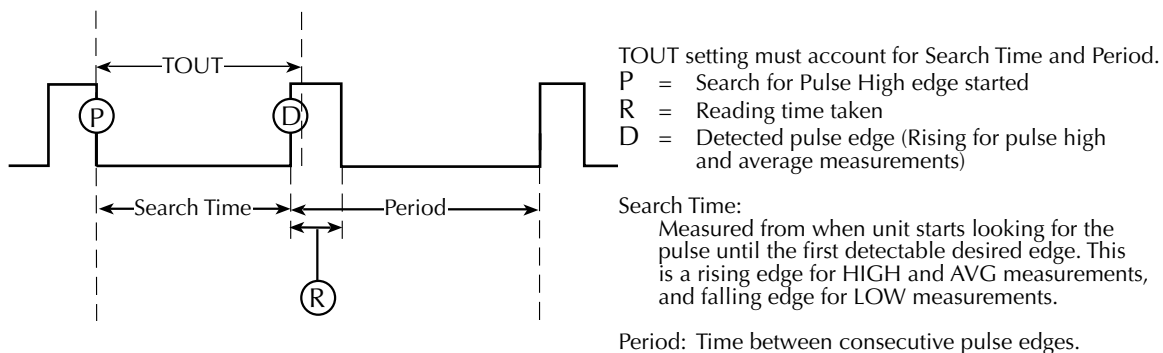 TOUT
P
D
Search Time
Period
R
TOUT setting must account for Search Time and Period.
P = Search for Pulse High edge started
R = Reading time taken
D = Detected pulse edge (Rising for pulse high
and average measurements)
Search Time:
Measured from when unit starts looking for the
pulse until the first detectable desired edge. This
is a rising edge for HIGH and AVG measurements,
and falling edge for LOW measurements.
Period: Time between consecutive pulse edges.